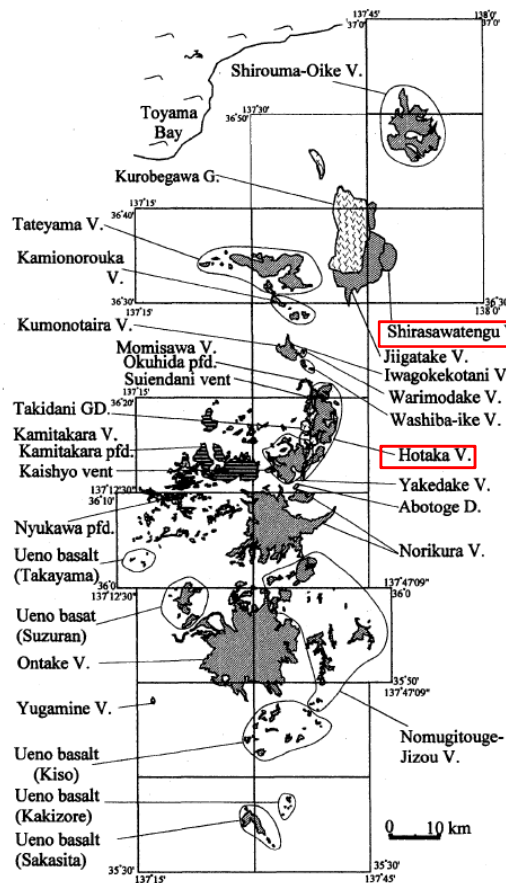 137°45'
137°0'
138°0'
137°0'
Shirouma-Oike V.
Toyama
Bay
137°30'
36°50'
Kurobegawa G.
137°15'
36°40'
Tateyama V.
Kamionorouka
V.
36°30'
137°15'
36°30'
138°0'
Kumonotaira V.
Shirasawatengu V
Jiigatake V.
Momisawa V.
Iwagokekotani V.
Okuhida pfd.
Warimodake V.
Suiendani vent
36°20'
Washiba-ike V.
Takidani GD.
Kamitakara V.
Kamitakara pfd.
Hotaka V.
Kaishyo vent
Yakedake V.
137°12'30"
36°10'
Abotoge D.
Nyukawa pfd.
Norikura V.
Ueno basalt
(Takayama)
36°0'
137°47'09"
137°12'30"
36°0'
Ueno basat
(Suzuran)
Ontake V.
35°50'
137°47'09"
Yugamine V.
Nomugitouge-
Jizou V.
Ueno basalt
(Kiso)
Ueno basalt
(Kakizore)
Ueno basalt
(Sakasita)
0 10 km
35°30'
137°15'
35°30'
137°45'